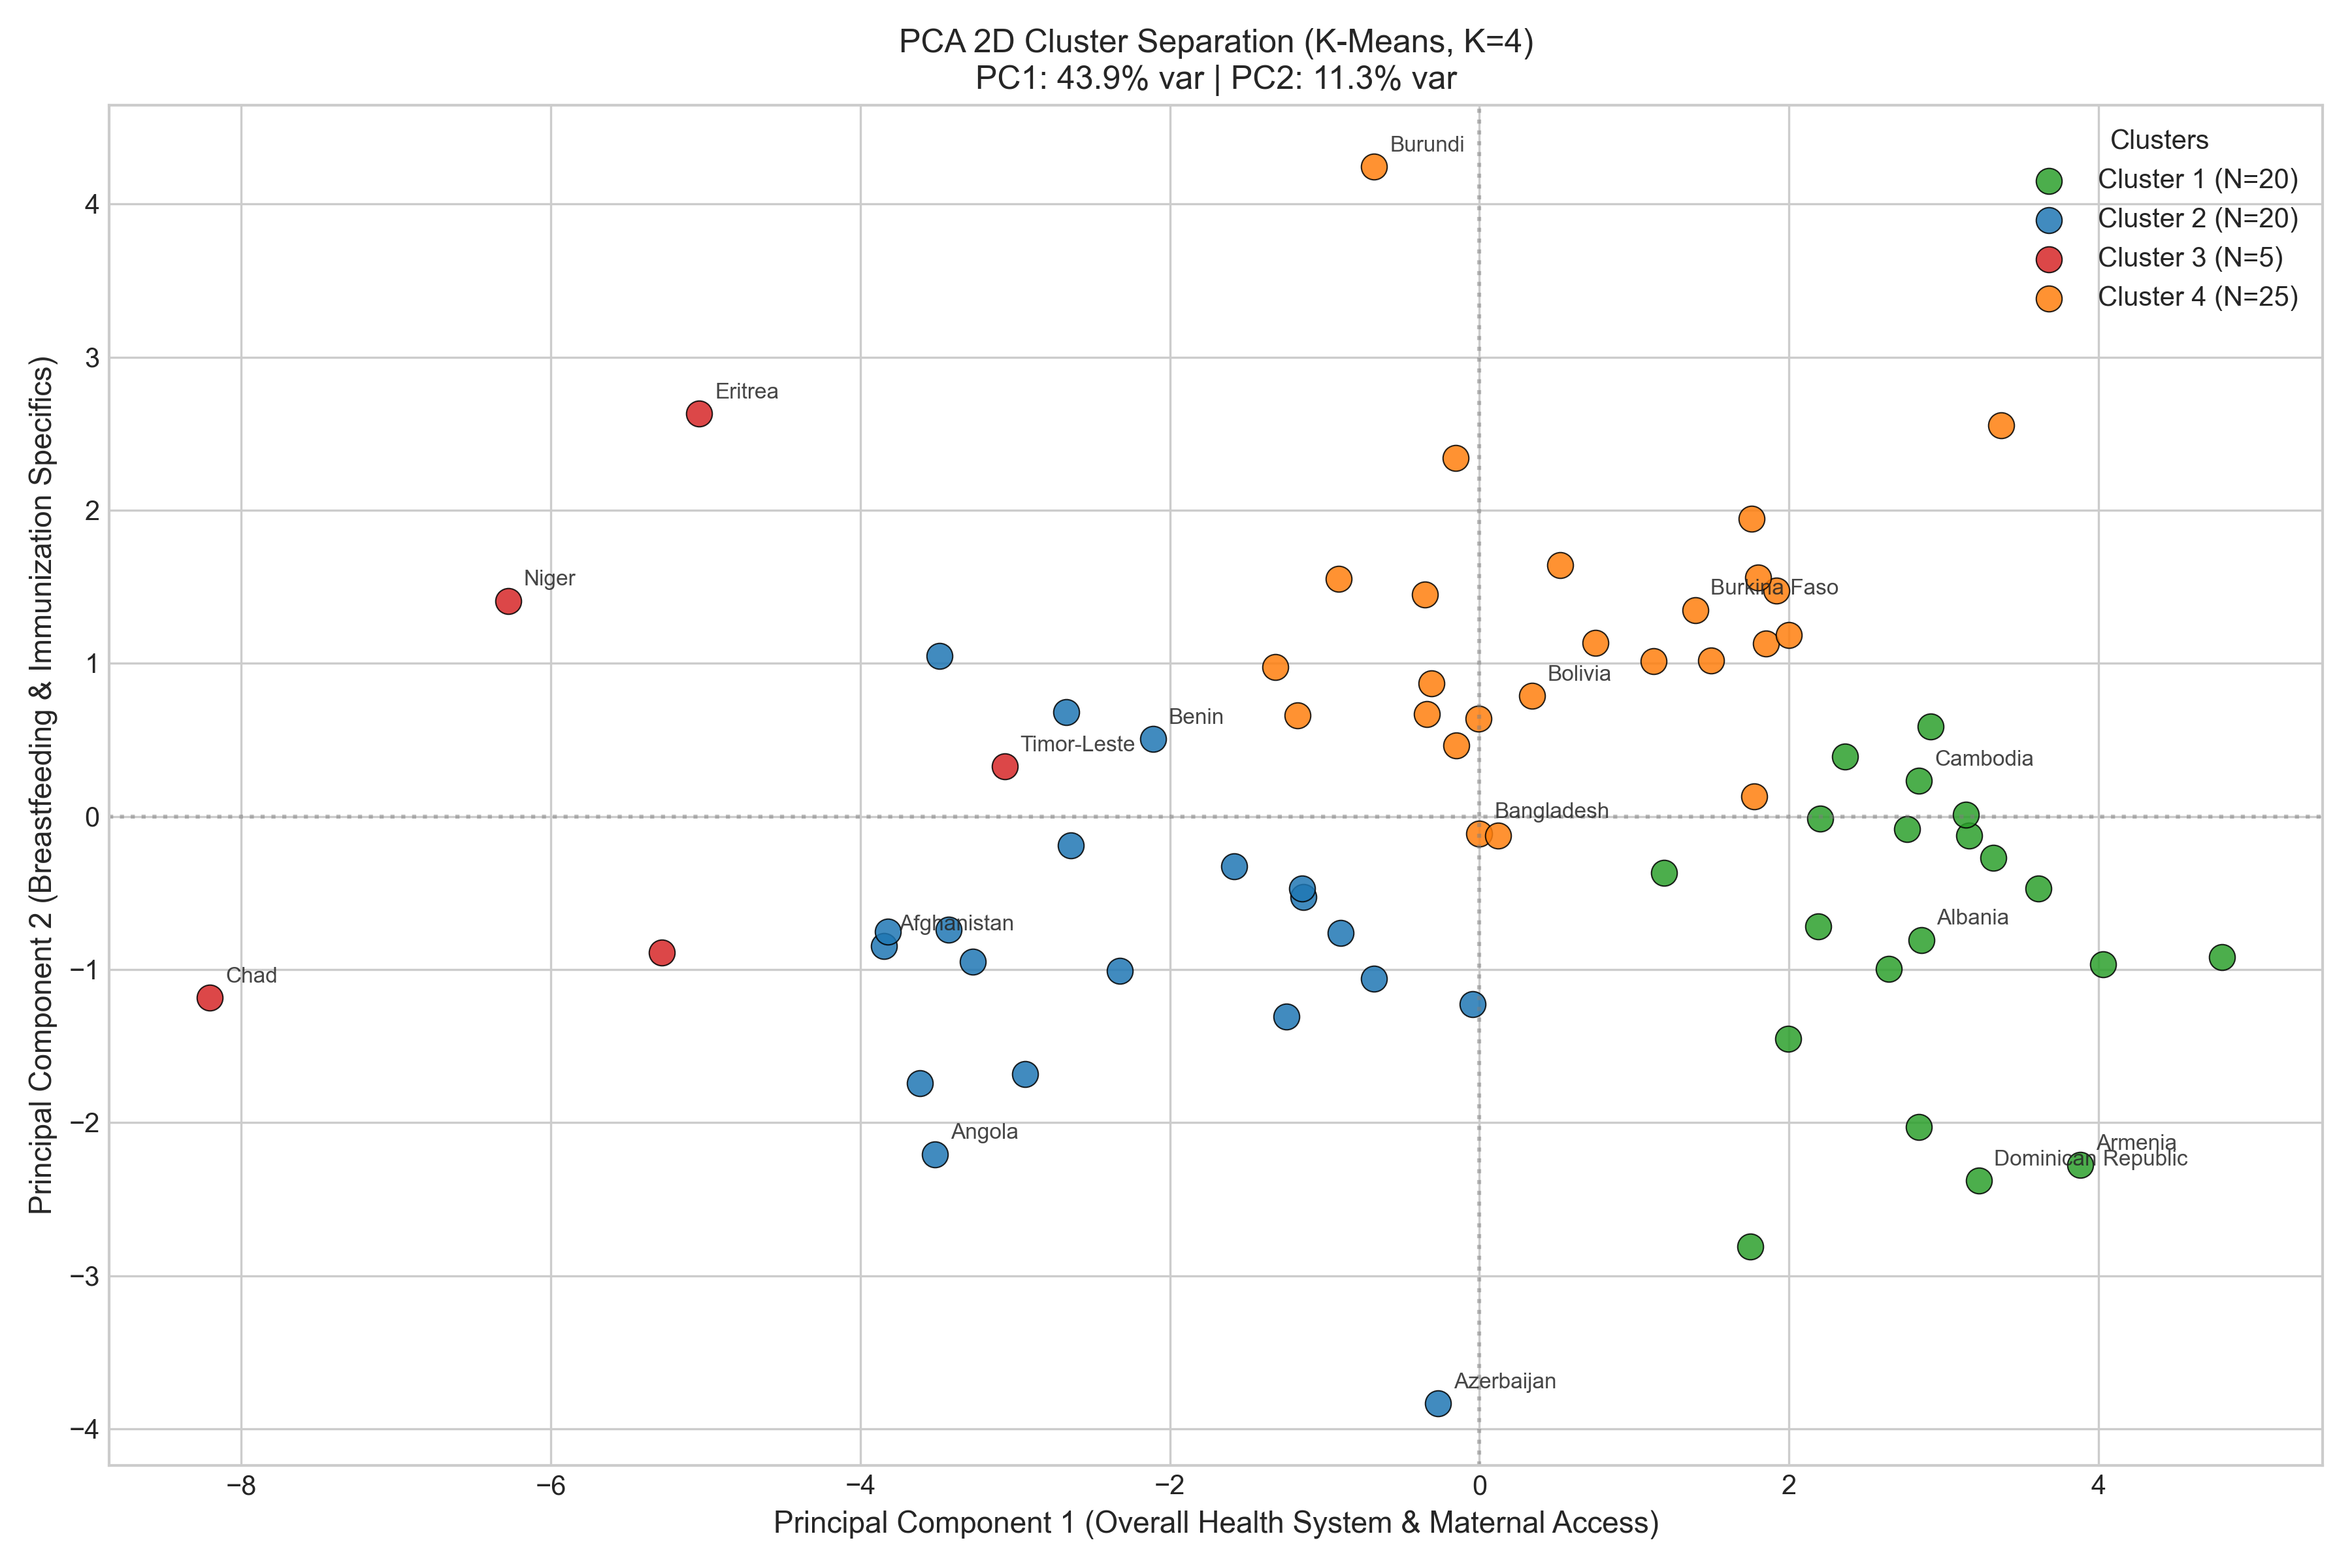 PCA 2D Cluster Separation (K-Means, K=4)
PC1: 43.9% var | PC2: 11.3% var
Clusters
Cluster 1 (N=20)
Cluster 2 (N=20)
Cluster 3 (N=5)
Cluster 4 (N=25)
Burundi
Eritrea
Niger
Burkina Faso
Bolivia
Benin
Timor-Leste
Cambodia
Bangladesh
Afghanistan
Albania
Chad
Angola
Armenia
Dominican Republic
Azerbaijan
4
3
2
1
0
−1
−2
−3
−4
−8
−6
−4
−2
0
2
4
Principal Component 1 (Overall Health System & Maternal Access)
Principal Component 2 (Breastfeeding & Immunization Specifics)